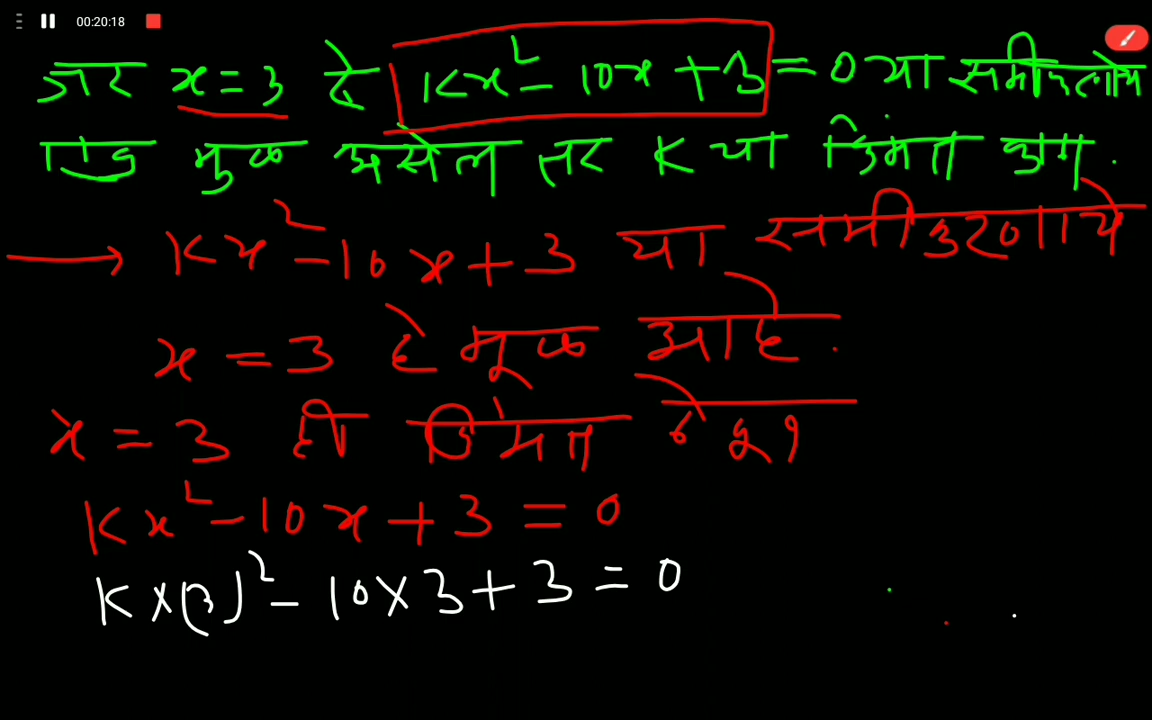 00:20:18
जर x = 3 हे kx² - 10x + 3 = 0 या समीकरणाचे
एक मुळ असेल तर K ची किंमत काढा.
→ kx² - 10x + 3 या समीकरणाचे
x = 3 हे मूळ आहे.
x = 3 ही किंमत ठेवून
kx² - 10x + 3 = 0
k × (3)² - 10 × 3 + 3 = 0